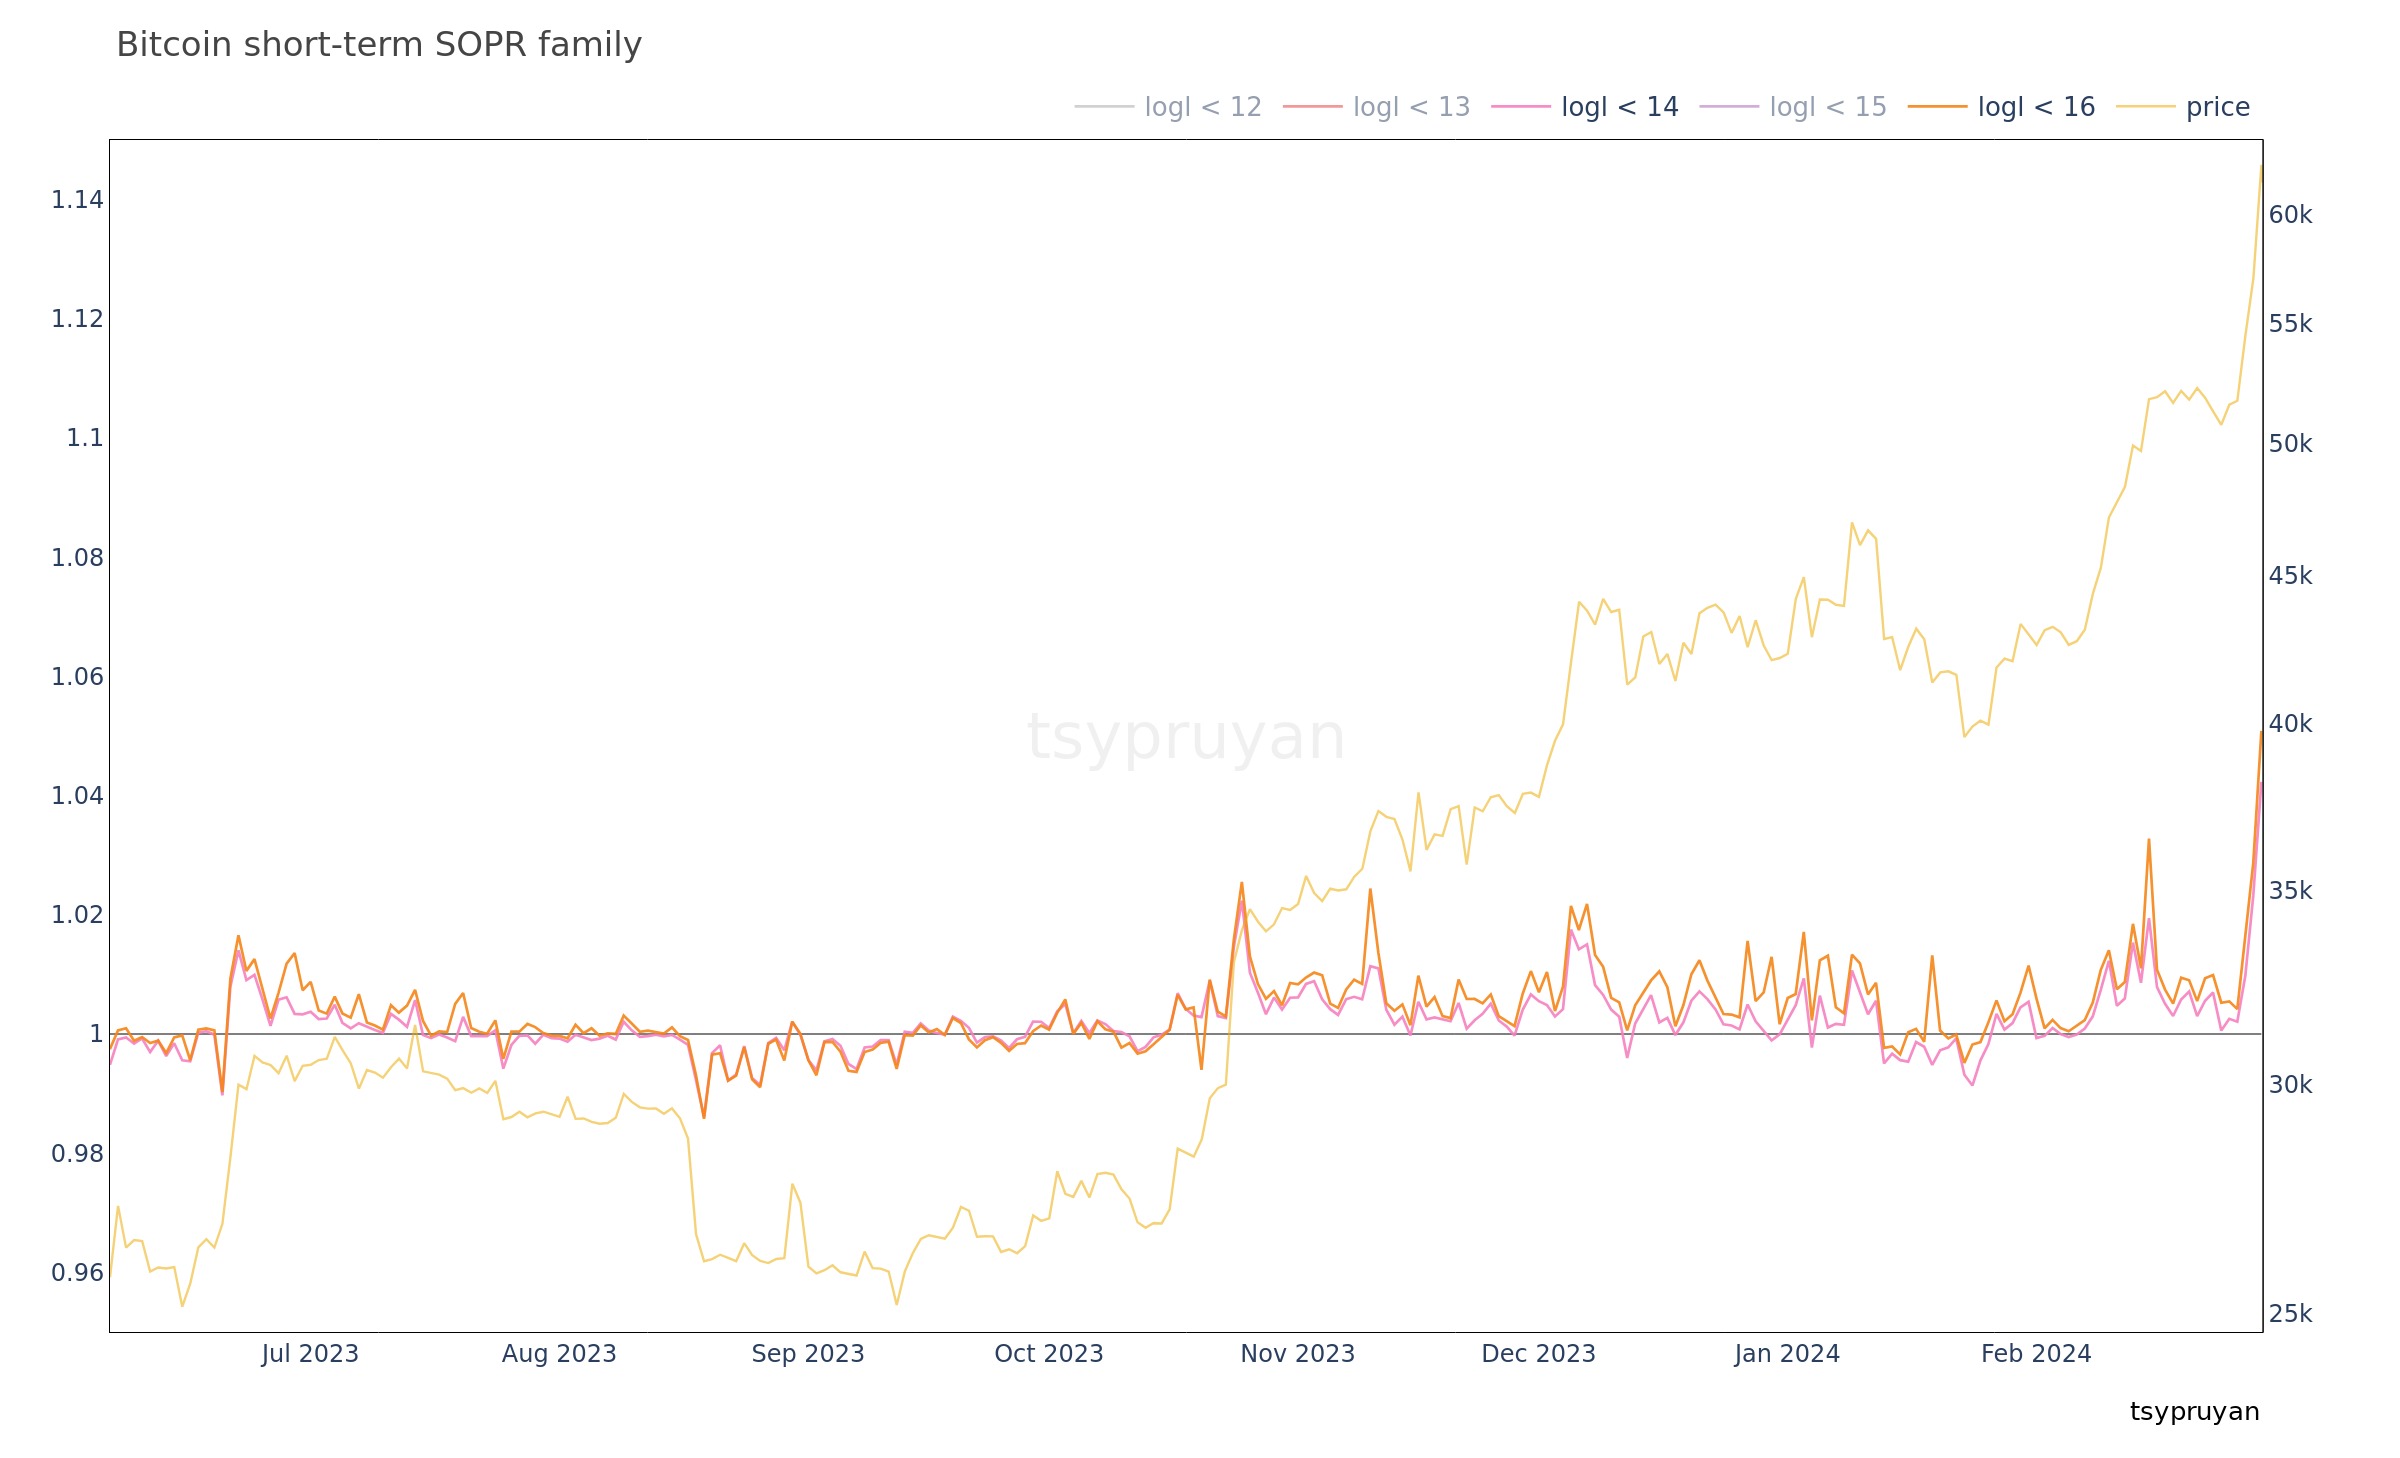 Bitcoin short-term SOPR family
logl < 12 logl < 13 logl < 14 logl < 15 logl < 16 price
1.14
1.12
1.1
1.08
1.06
1.04
1.02
1
0.98
0.96
60k
55k
50k
45k
40k
35k
30k
25k
tsypruyan
Jul 2023 Aug 2023 Sep 2023 Oct 2023 Nov 2023 Dec 2023 Jan 2024 Feb 2024
tsypruyan